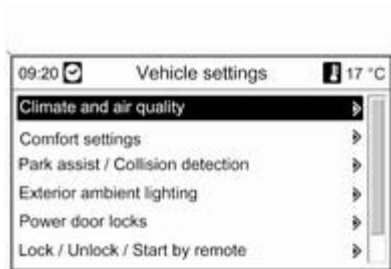 09:20 Vehicle settings 17 °C
Climate and air quality
Comfort settings
Park assist / Collision detection
Exterior ambient lighting
Power door locks
Lock / Unlock / Start by remote